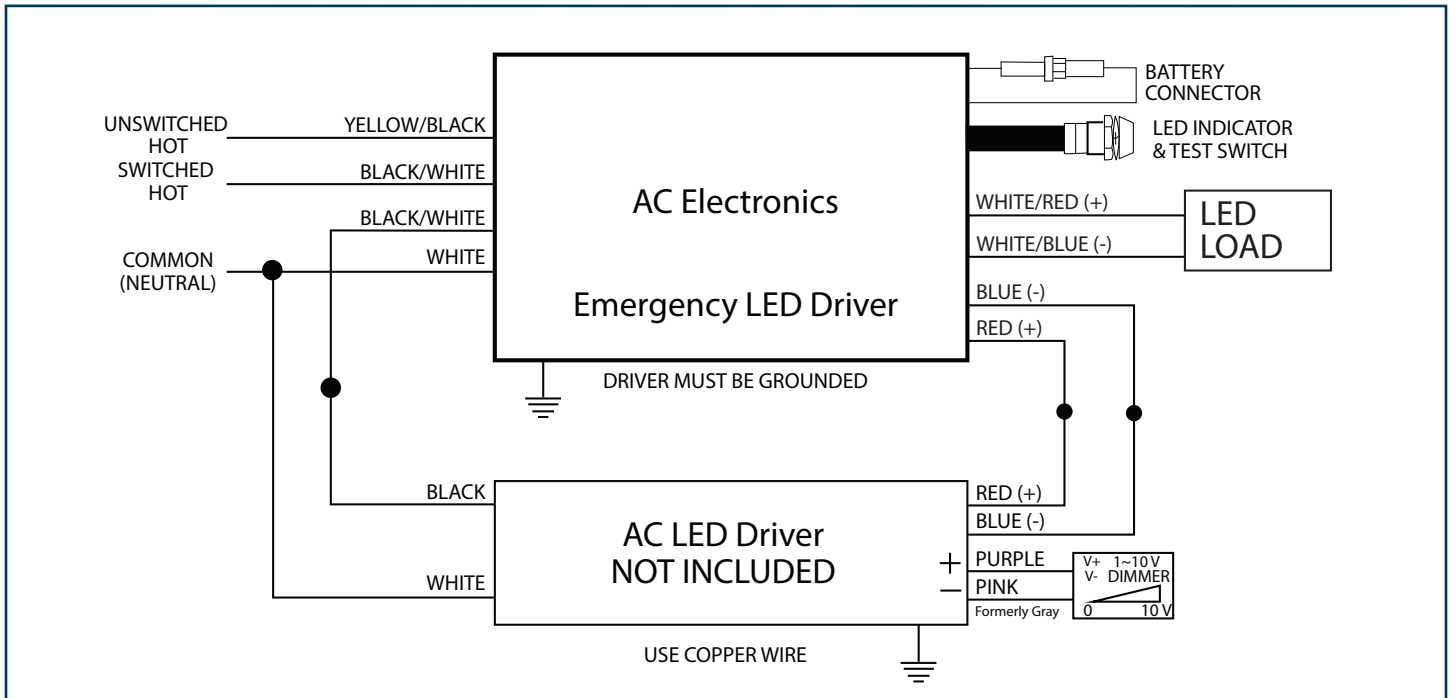 UNSWITCHED
HOT
SWITCHED
HOT
COMMON
(NEUTRAL)
YELLOW/BLACK
BLACK/WHITE
BLACK/WHITE
WHITE
AC Electronics
Emergency LED Driver
BATTERY
CONNECTOR
LED INDICATOR
& TEST SWITCH
WHITE/RED (+)
WHITE/BLUE (-)
LED
LOAD
BLUE (-)
RED (+)
DRIVER MUST BE GROUNDED
BLACK
WHITE
AC LED Driver
NOT INCLUDED
RED (+)
BLUE (-)
+ PURPLE
− PINK
Formerly Gray
V+ 1~10 V
V- DIMMER
0 10 V
USE COPPER WIRE